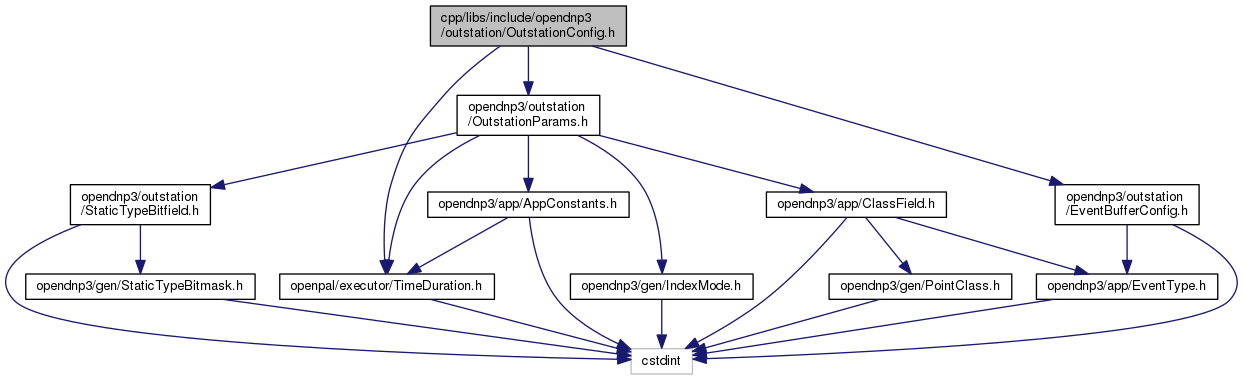 cpp/libs/include/opendnp3
/outstation/OutstationConfig.h
opendnp3/outstation
/OutstationParams.h
opendnp3/outstation
/StaticTypeBitfield.h
opendnp3/app/AppConstants.h
opendnp3/app/ClassField.h
opendnp3/outstation
/EventBufferConfig.h
opendnp3/gen/StaticTypeBitmask.h
openpal/executor/TimeDuration.h
opendnp3/gen/IndexMode.h
opendnp3/gen/PointClass.h
opendnp3/app/EventType.h
cstdint